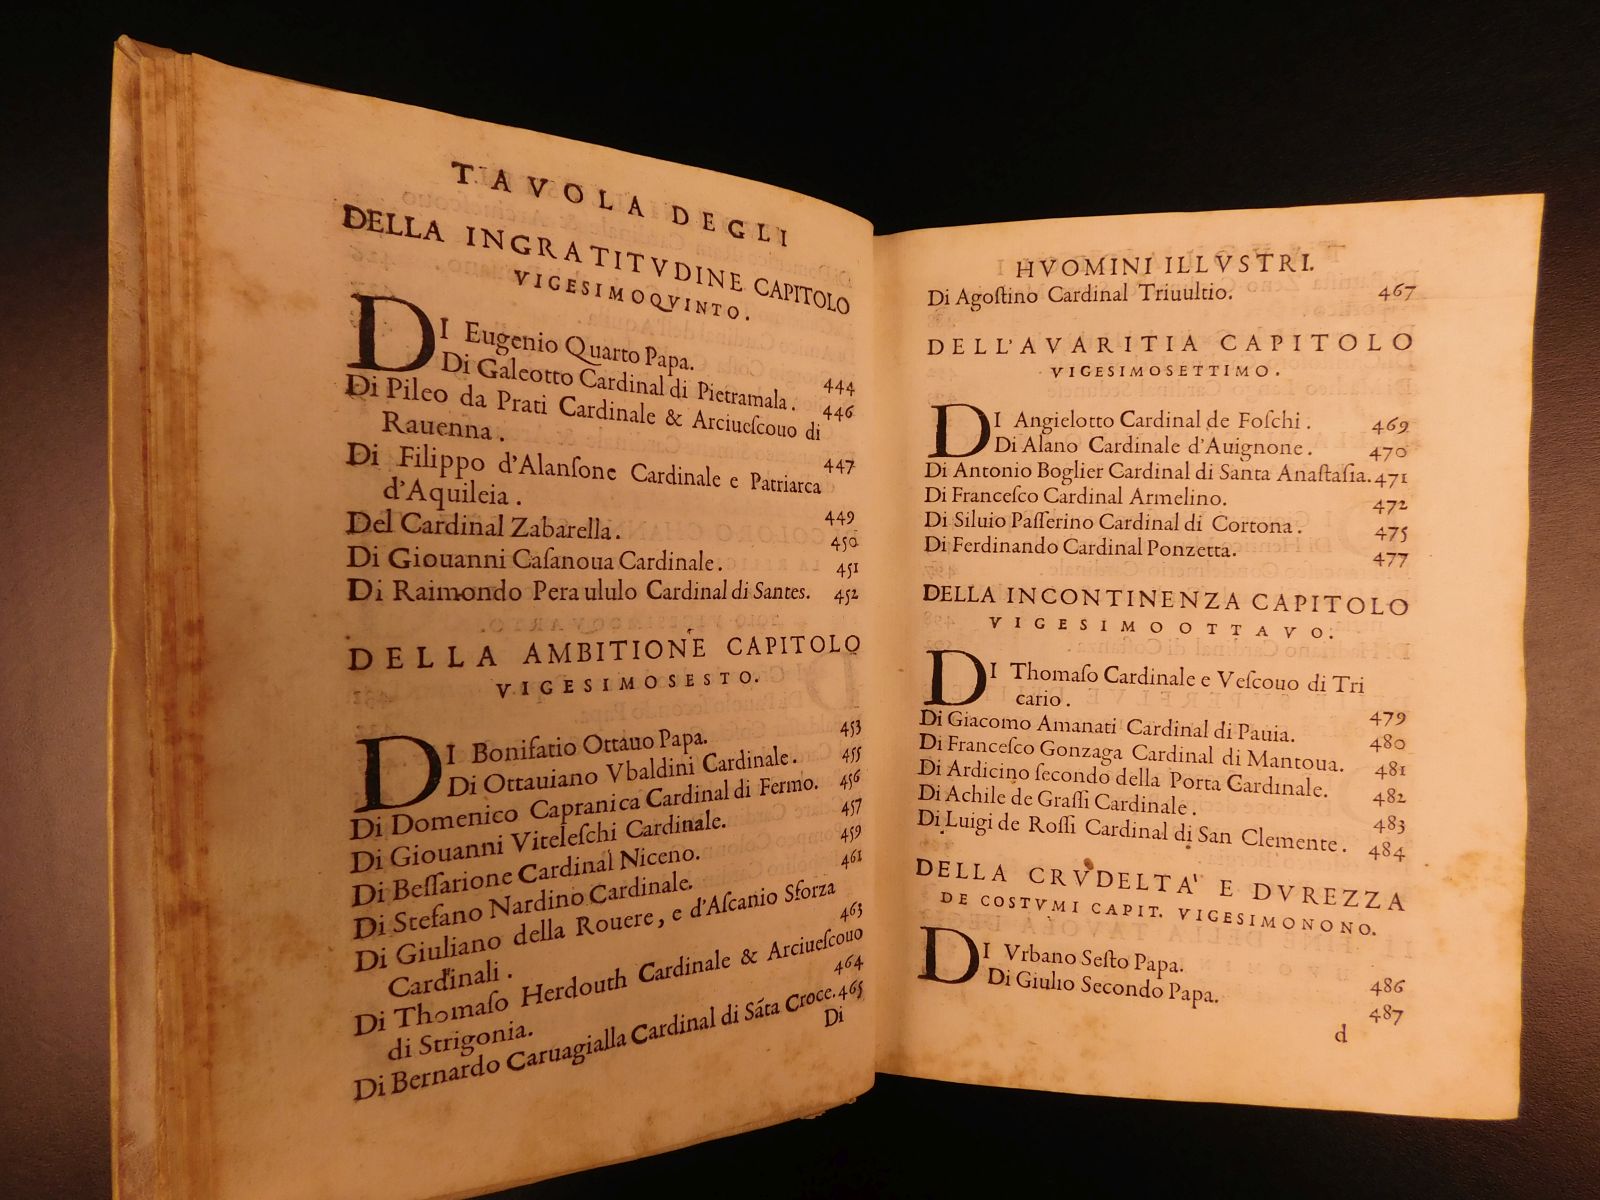 TAVOLA DEGLI
DELLA INGRATITVDINE CAPITOLO
VIGESIMOQVINTO.
DI Eugenio Quarto Papa. 444
Di Galeotto Cardinal di Pietramala. 446
Di Pileo da Prati Cardinale & Arciueſcouo di
Rauenna. 447
Di Filippo d'Alanſone Cardinale e Patriarca
d'Aquileia. 449
Del Cardinal Zabarella. 450
Di Giouanni Caſanoua Cardinale. 451
Di Raimondo Peraululo Cardinal di Santes. 452
DELLA AMBITIONE CAPITOLO
VIGESIMOSESTO.
DI Bonifatio Ottauo Papa. 453
Di Ottauiano Vbaldini Cardinale. 455
Di Domenico Capranica Cardinal di Fermo. 456
Di Giouanni Viteleſchi Cardinale. 457
Di Beſſarione Cardinal Niceno. 459
Di Stefano Nardino Cardinale. 461
Di Giuliano della Rouere, e d'Aſcanio Sforza
Cardinali. 463
Di Thomaſo Herdouth Cardinale & Arciueſcouo
di Strigonia. 464
Di Bernardo Caruagialla Cardinal di Sãta Croce. 465
Di
HVOMINI ILLVSTRI.
Di Agoſtino Cardinal Triuultio. 467
DELL'AVARITIA CAPITOLO
VIGESIMOSETTIMO.
DI Angielotto Cardinal de Foſchi. 469
Di Alano Cardinale d'Auignone. 470
Di Antonio Boglier Cardinal di Santa Anaſtaſia. 471
Di Franceſco Cardinal Armelino. 472
Di Siluio Paſſerino Cardinal di Cortona. 475
Di Ferdinando Cardinal Ponzetta. 477
DELLA INCONTINENZA CAPITOLO
VIGESIMOOTTAVO.
DI Thomaſo Cardinale e Veſcouo di Tri
cario. 479
Di Giacomo Amanati Cardinal di Pauia. 480
Di Franceſco Gonzaga Cardinal di Mantoua. 481
Di Ardicino ſecondo della Porta Cardinale. 482
Di Achile de Graſſi Cardinale. 483
Di Luigi de Roſſi Cardinal di San Clemente. 484
DELLA CRVDELTA' E DVREZZA
DE COSTVMI CAPIT. VIGESIMONONO.
DI Vrbano Seſto Papa. 486
Di Giulio Secondo Papa. 487
d